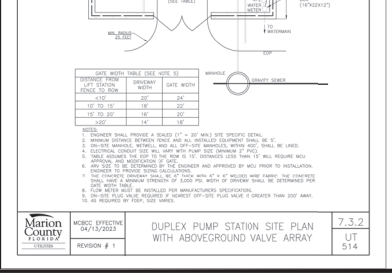 (SEE TABLE)
WATER
METER
(16"X22X12")
TO
WATERMAIN
MIN. RADIUS
25 FEET
EOP
GATE WIDTH TABLE (SEE NOTE 5)
DISTANCE FROM LIFT STATION FENCE TO ROW DRIVEWAY WIDTH GATE WIDTH
<10' 20' 24'
10' TO 15' 18' 22'
15' TO 20' 16' 20'
>20' 14' 18'
MANHOLE
GRAVITY SEWER
NOTES:
1. ENGINEER SHALL PROVIDE A SEALED (1" = 20' MIN.) SITE SPECIFIC DETAIL.
2. MINIMUM DISTANCE BETWEEN FENCE AND ALL INSTALLED EQUIPMENT SHALL BE 5'.
3. ON-SITE MANHOLE, WETWELL AND ALL OFF-SITE MANHOLES, WITHIN 400', SHALL BE LINED.
4. ELECTRICAL CONDUIT SIZE WILL VARY WITH PUMP SIZE (MINIMUM 2" PVC).
5. TABLE ASSUMES THE EOP TO THE ROW IS 15'. DISTANCES LESS THAN 15' WILL REQUIRE MCU
APPROVAL AND MODIFICATION OF GATE.
6. ARV SIZE TO BE DETERMINED BY THE ENGINEER AND APPROVED BY MCU PRIOR TO INSTALLATION.
ENGINEER TO PROVIDE SIZING CALCULATIONS.
7. THE CONCRETE DRIVEWAY SHALL BE 6" THICK WITH 6" X 6" WELDED WIRE FABRIC. THE CONCRETE
SHALL HAVE A MINIMUM STRENGTH OF 3,000 PSI. WIDTH OF DRIVEWAY SHALL BE DETERMINED PER
GATE WIDTH TABLE.
8. FLOW METER MUST BE INSTALLED PER MANUFACTURERS SPECIFICATIONS.
9. ON-SITE PLUG VALVE REQUIRED IF NEAREST OFF-SITE PLUG VALVE IS GREATER THAN 200' AWAY.
10. AS REQUIRED BY FDEP, SIZE VARIES.
Marion
County
FLORIDA
UTILITIES
MCBCC EFFECTIVE
04/13/2023
REVISION # 1
DUPLEX PUMP STATION SITE PLAN
WITH ABOVEGROUND VALVE ARRAY
7.3.2
UT
514